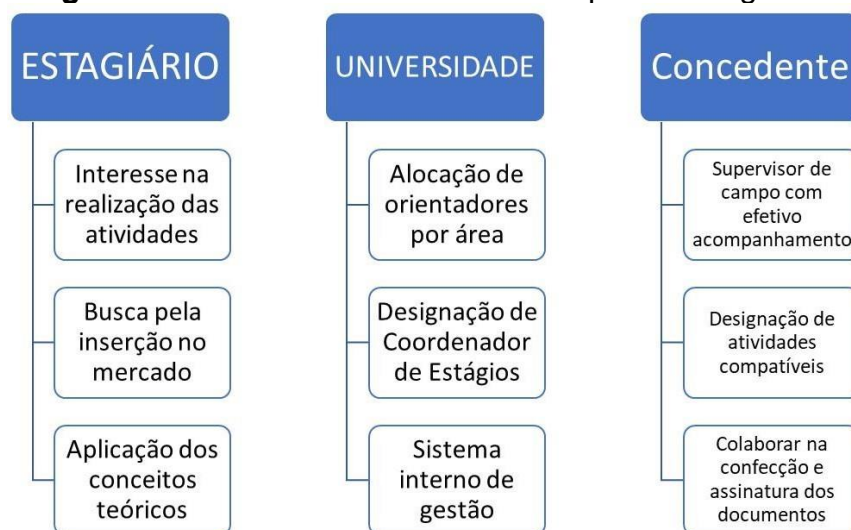 ESTAGIÁRIO
Interesse na
realização das
atividades
Busca pela
inserção no
mercado
Aplicação dos
conceitos
teóricos
UNIVERSIDADE
Alocação de
orientadores
por área
Designação de
Coordenador
de Estágios
Sistema
interno de
gestão
Concedente
Supervisor de
campo com
efetivo
acompanhamento
Designação de
atividades
compatíveis
Colaborar na
confecção e
assinatura dos
documentos